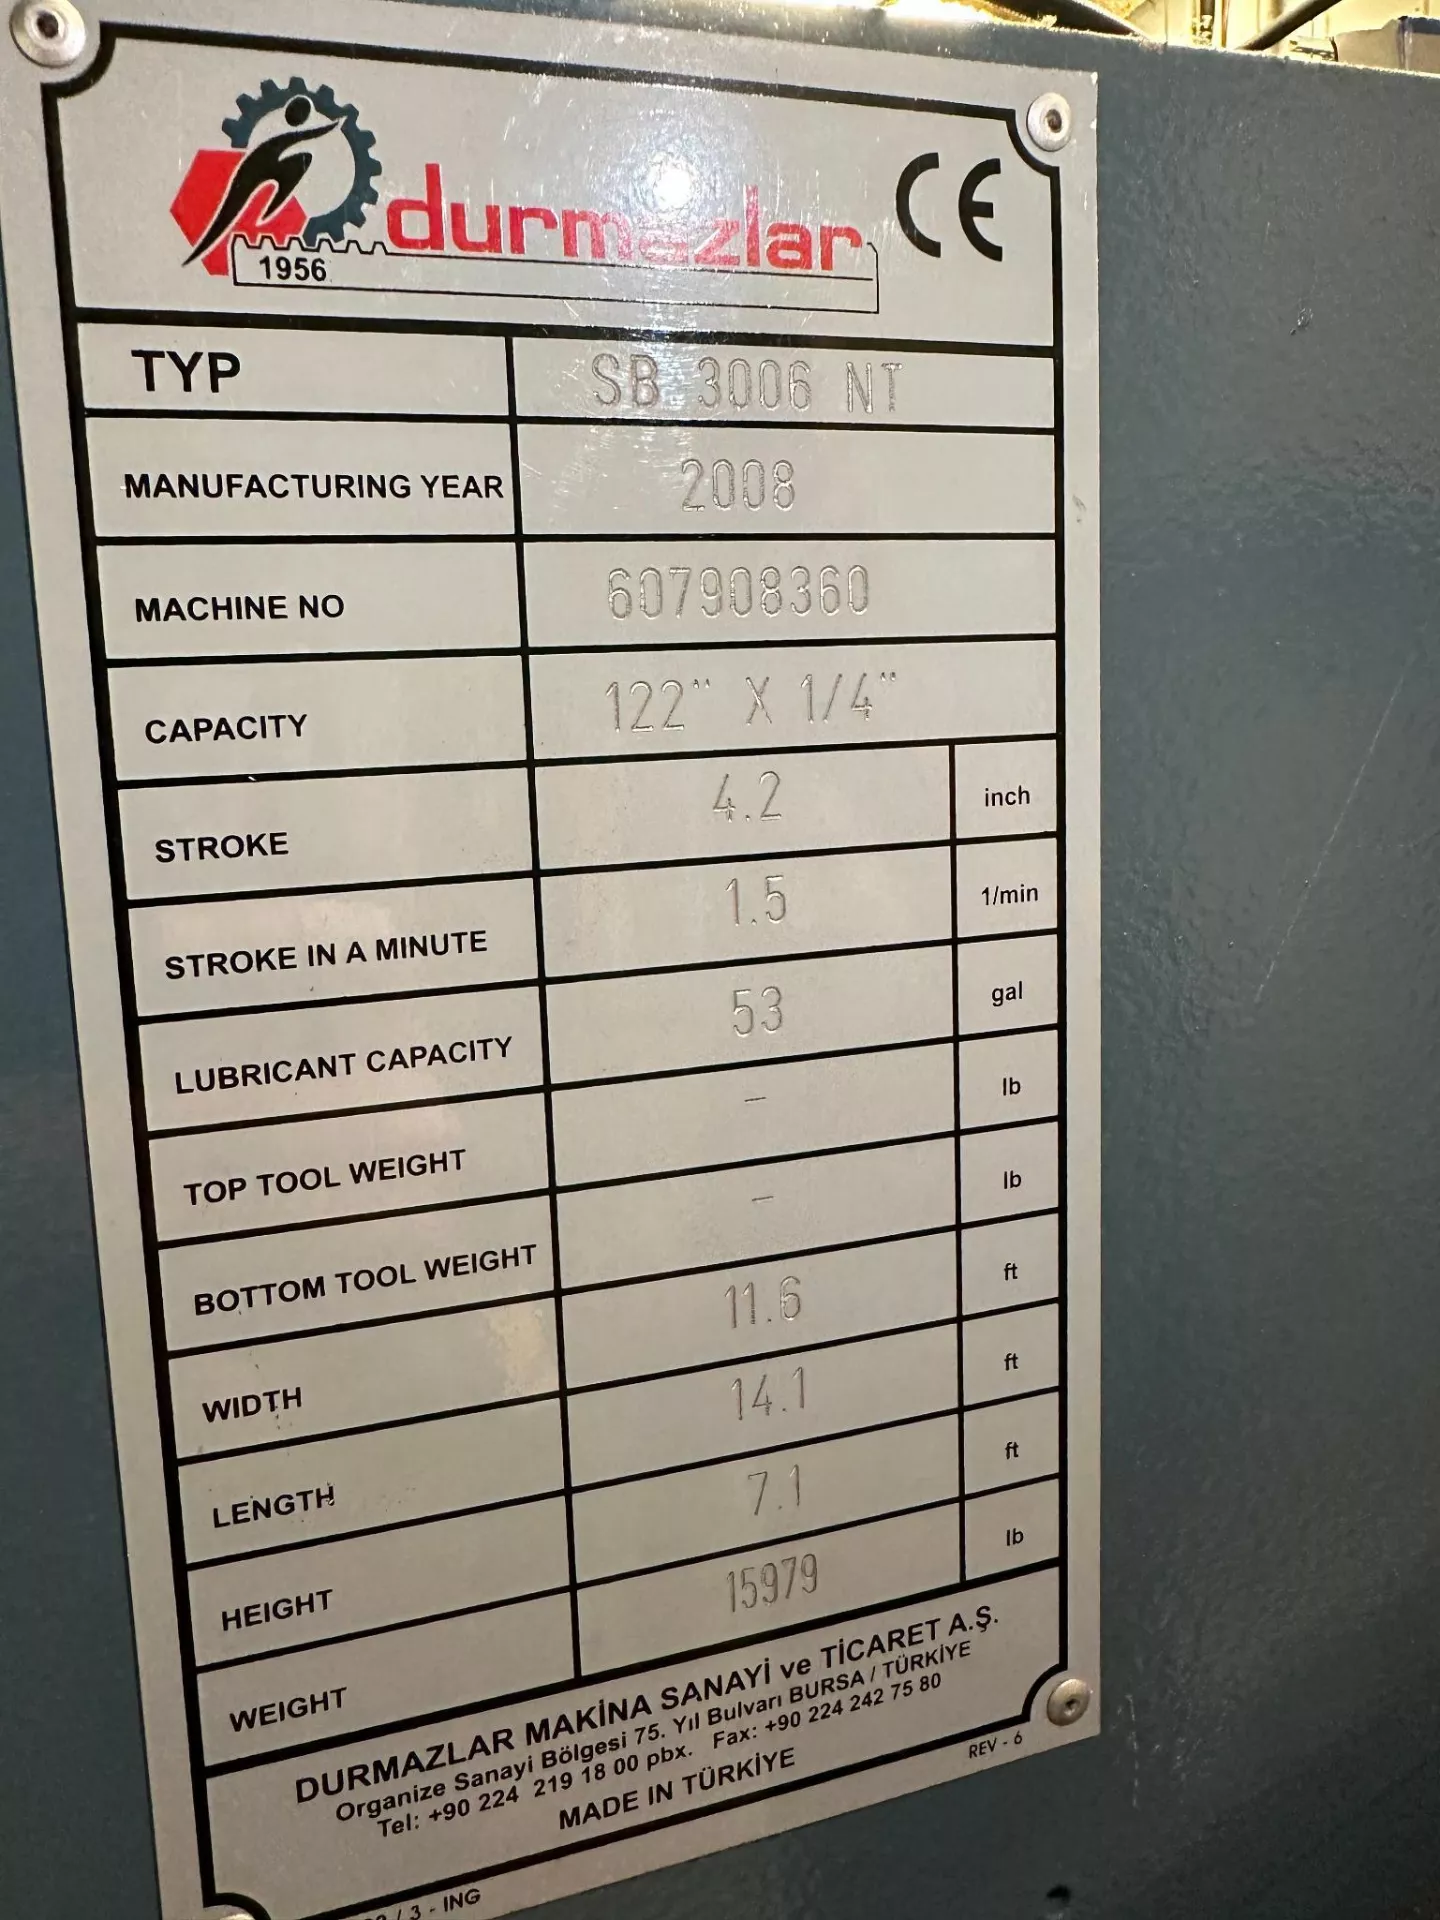 durmazlar CE
1956
TYP SB 3006 NT
MANUFACTURING YEAR 2008
MACHINE NO 607908360
CAPACITY 122" X 1/4"
STROKE 4.2 inch
STROKE IN A MINUTE 1.5 1/min
LUBRICANT CAPACITY 53 gal
TOP TOOL WEIGHT - lb
BOTTOM TOOL WEIGHT - lb
WIDTH 11.6 ft
LENGTH 14.1 ft
HEIGHT 7.1 ft
WEIGHT 15979 lb
DURMAZLAR MAKİNA SANAYİ ve TİCARET A.Ş.
Organize Sanayi Bölgesi 75. Yıl Bulvarı BURSA / TÜRKİYE
Tel: +90 224 219 18 00 pbx. Fax: +90 224 242 75 80
MADE IN TÜRKİYE
REV - 6
/ 3 - ING